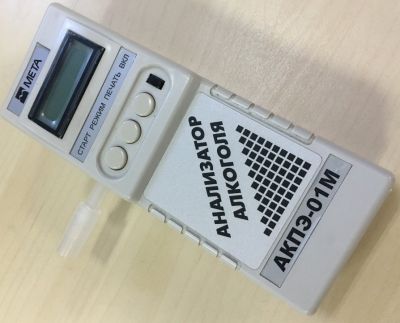 МЕТА
СТАРТ РЕЖИМ ПЕЧАТЬ ВКЛ
АНАЛИЗАТОР
АЛКОГОЛЯ
АКПЭ-01М